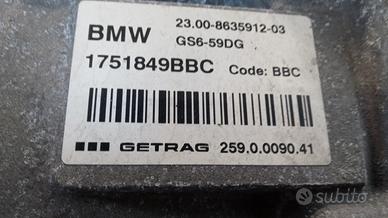 BMW 23.00-8635912-03
GS6-59DG
1751849BBC Code: BBC
GETRAG 259.0.0090.41
subito